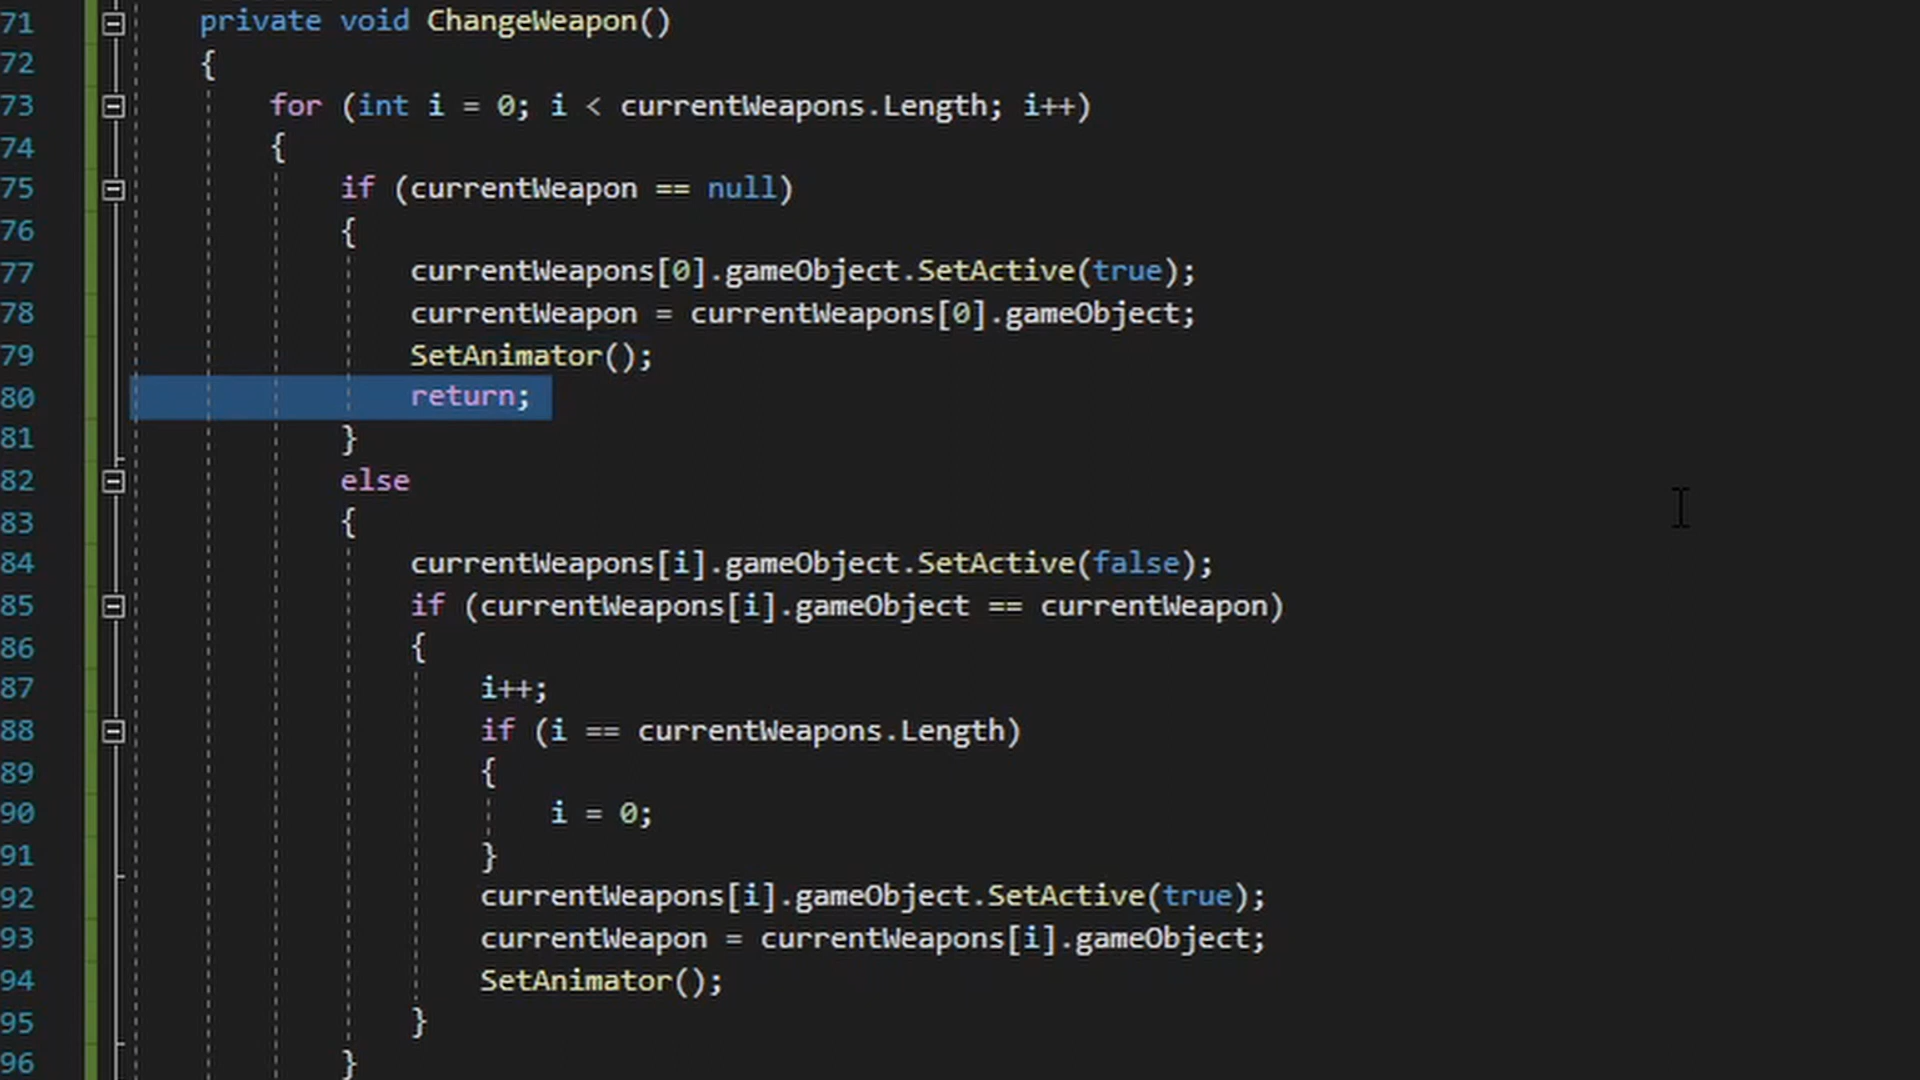 71 private void ChangeWeapon()
72 {
73 for (int i = 0; i < currentWeapons.Length; i++)
74 {
75 if (currentWeapon == null)
76 {
77 currentWeapons[0].gameObject.SetActive(true);
78 currentWeapon = currentWeapons[0].gameObject;
79 SetAnimator();
80 return;
81 }
82 else
83 {
84 currentWeapons[i].gameObject.SetActive(false);
85 if (currentWeapons[i].gameObject == currentWeapon)
86 {
87 i++;
88 if (i == currentWeapons.Length)
89 {
90 i = 0;
91 }
92 currentWeapons[i].gameObject.SetActive(true);
93 currentWeapon = currentWeapons[i].gameObject;
94 SetAnimator();
95 }
96 }